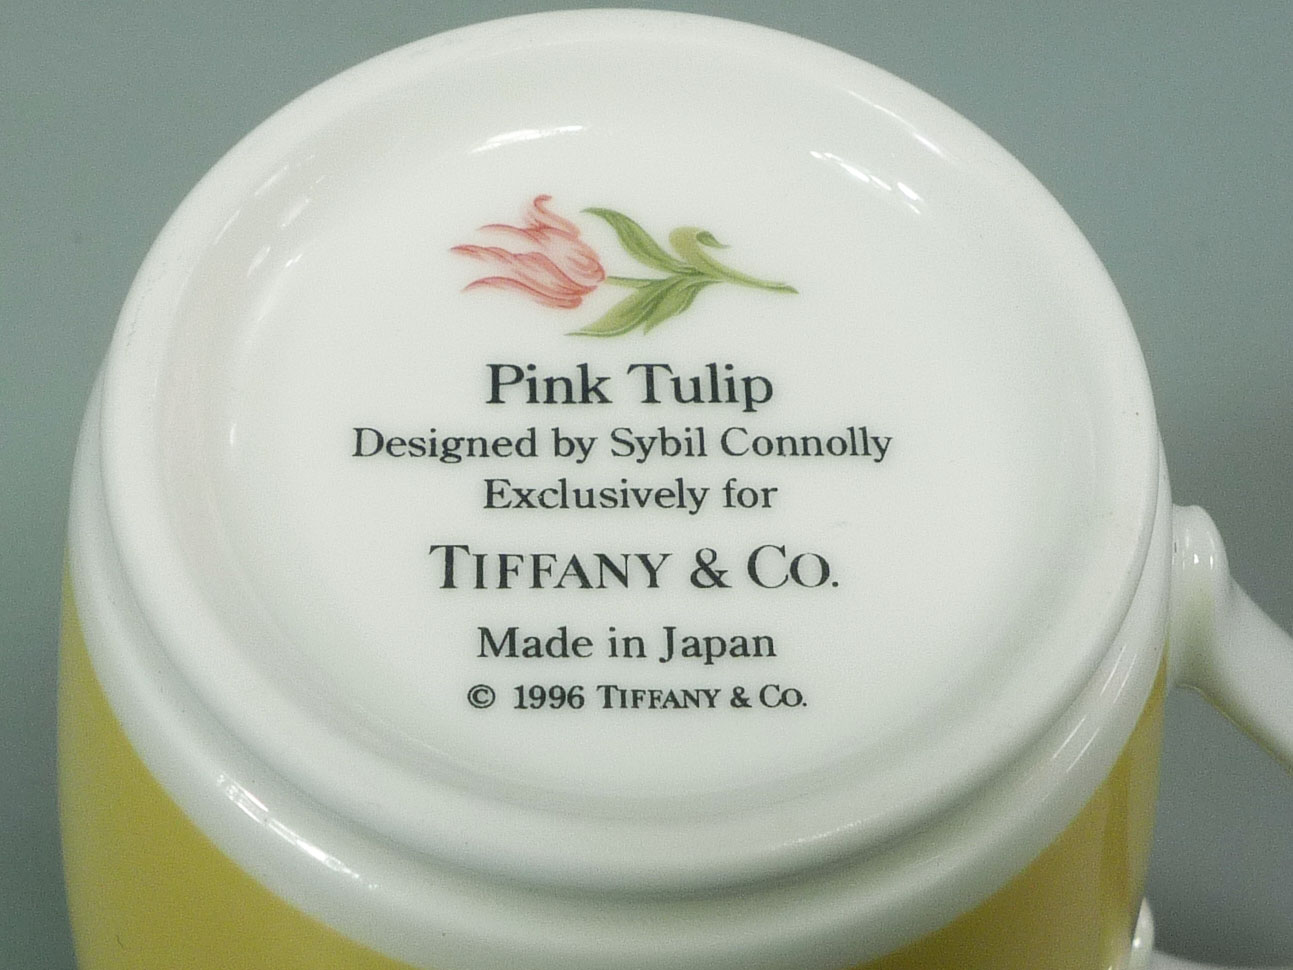 Pink Tulip
Designed by Sybil Connolly
Exclusively for
TIFFANY & CO.
Made in Japan
© 1996 TIFFANY & CO.